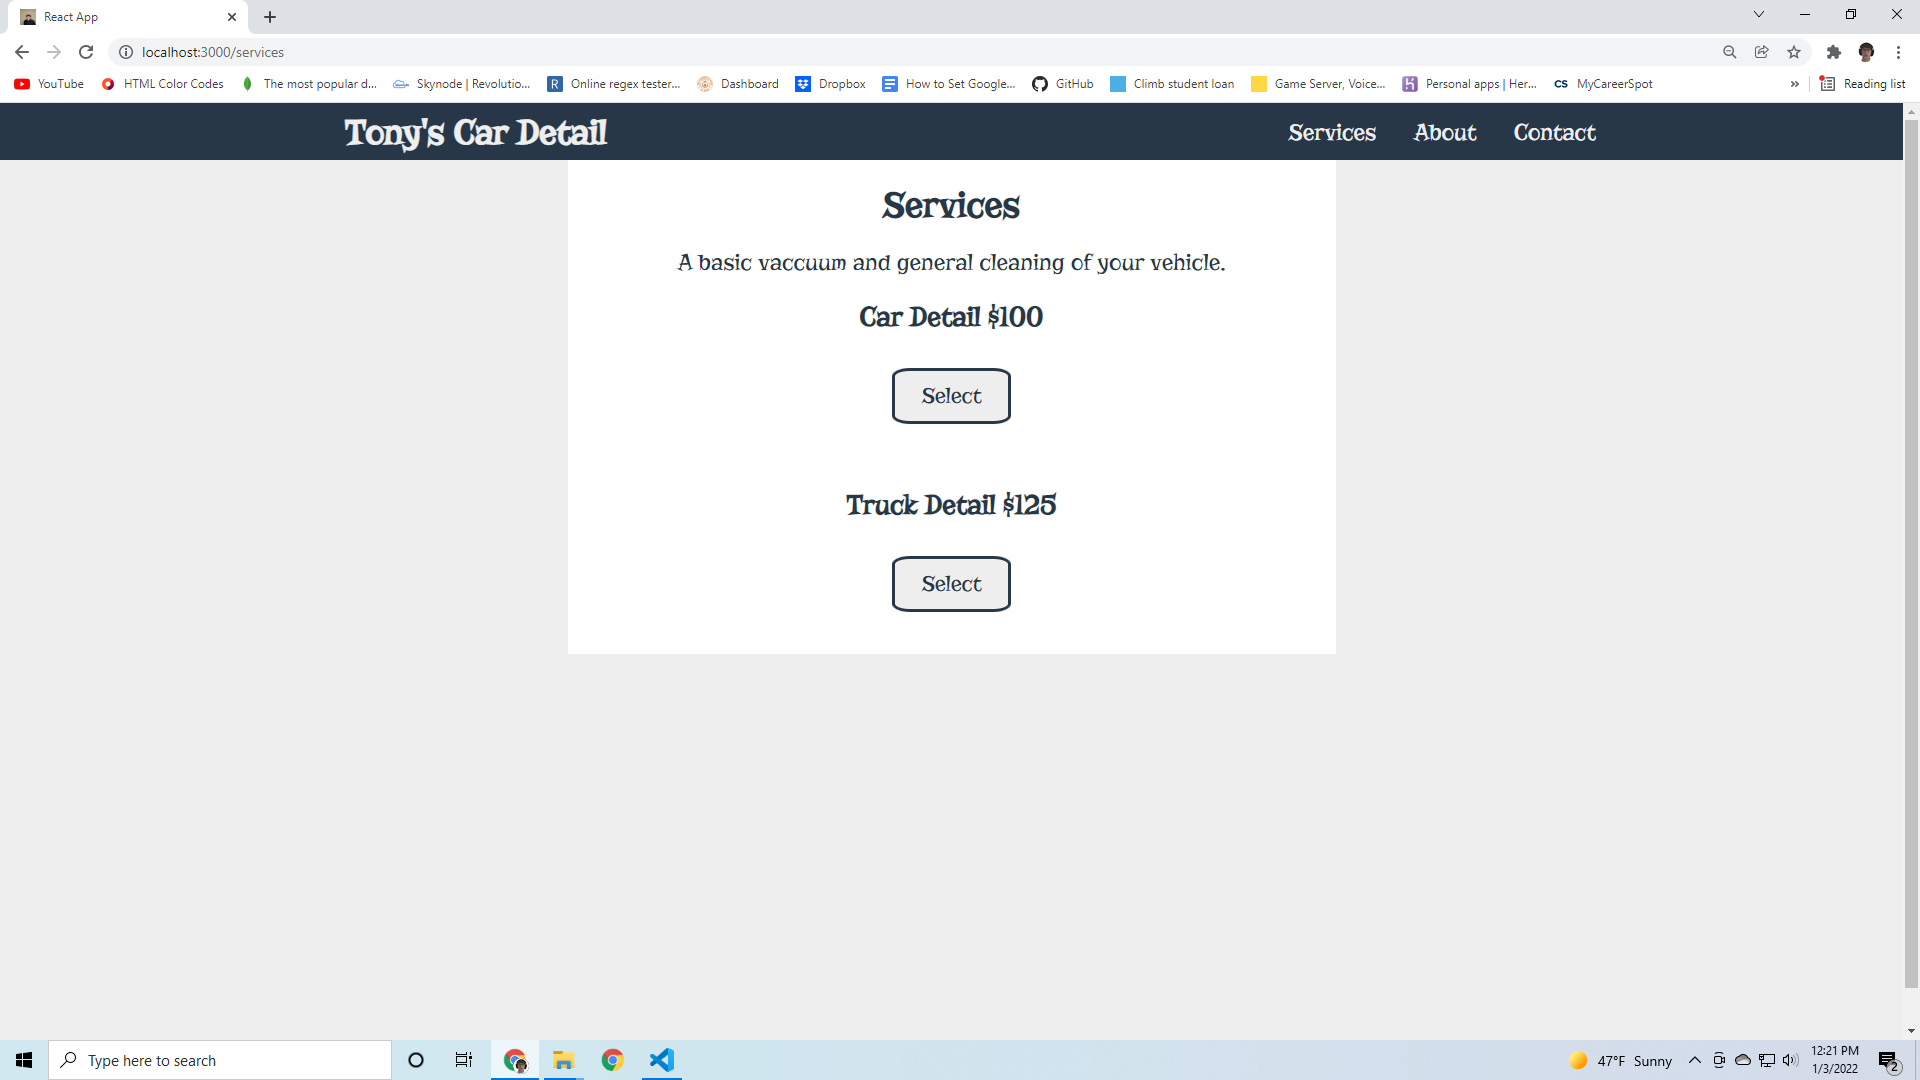 React App
localhost:3000/services
YouTube HTML Color Codes The most popular d... Skynode | Revolutio... Online regex tester... Dashboard Dropbox How to Set Google... GitHub Climb student loan Game Server, Voice... Personal apps | Her... CS MyCareerSpot » Reading list
Tony's Car Detail Services About Contact
Services
A basic vaccuum and general cleaning of your vehicle.
Car Detail $100
Select
Truck Detail $125
Select
Type here to search 47°F Sunny 12:21 PM
1/3/2022 2